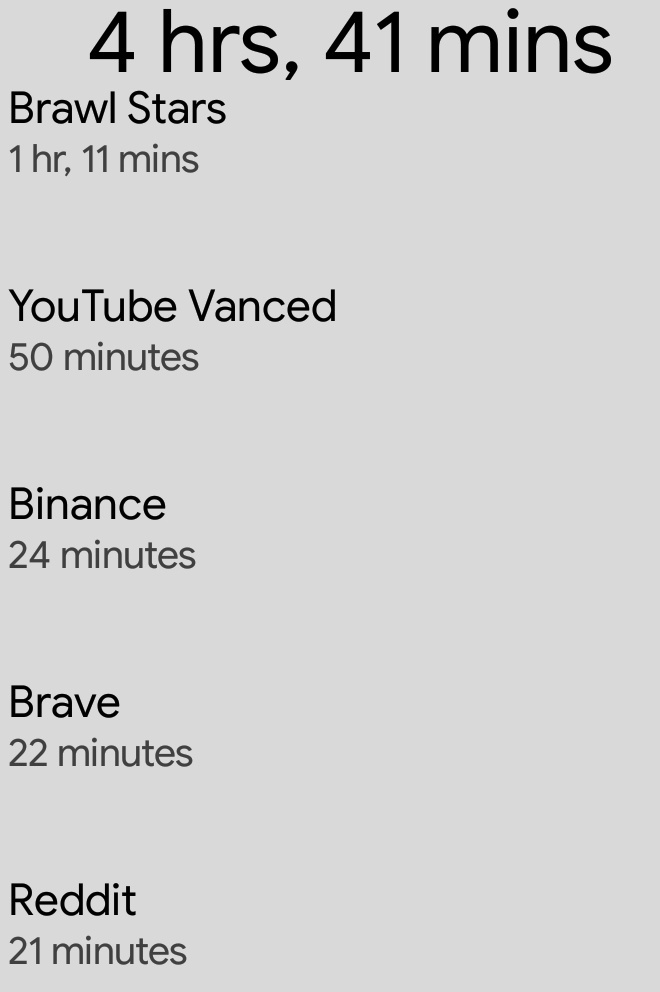 4 hrs, 41 mins
Brawl Stars
1 hr, 11 mins
YouTube Vanced
50 minutes
Binance
24 minutes
Brave
22 minutes
Reddit
21 minutes